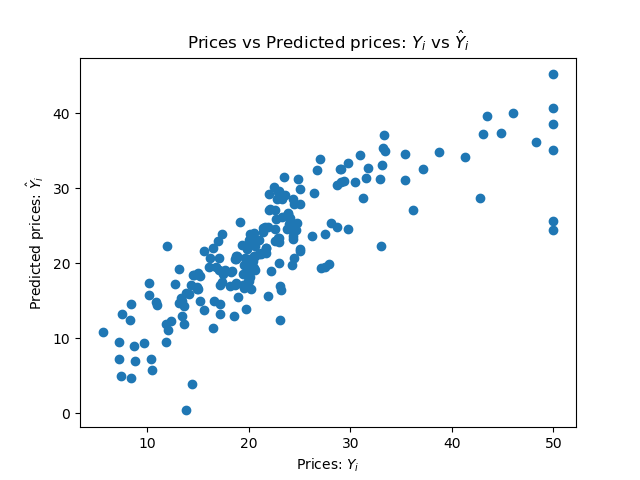 Prices vs Predicted prices: $Y_i$ vs $\hat{Y}_i$
Predicted prices: $\hat{Y}_i$
40
30
20
10
0
10 20 30 40 50
Prices: $Y_i$